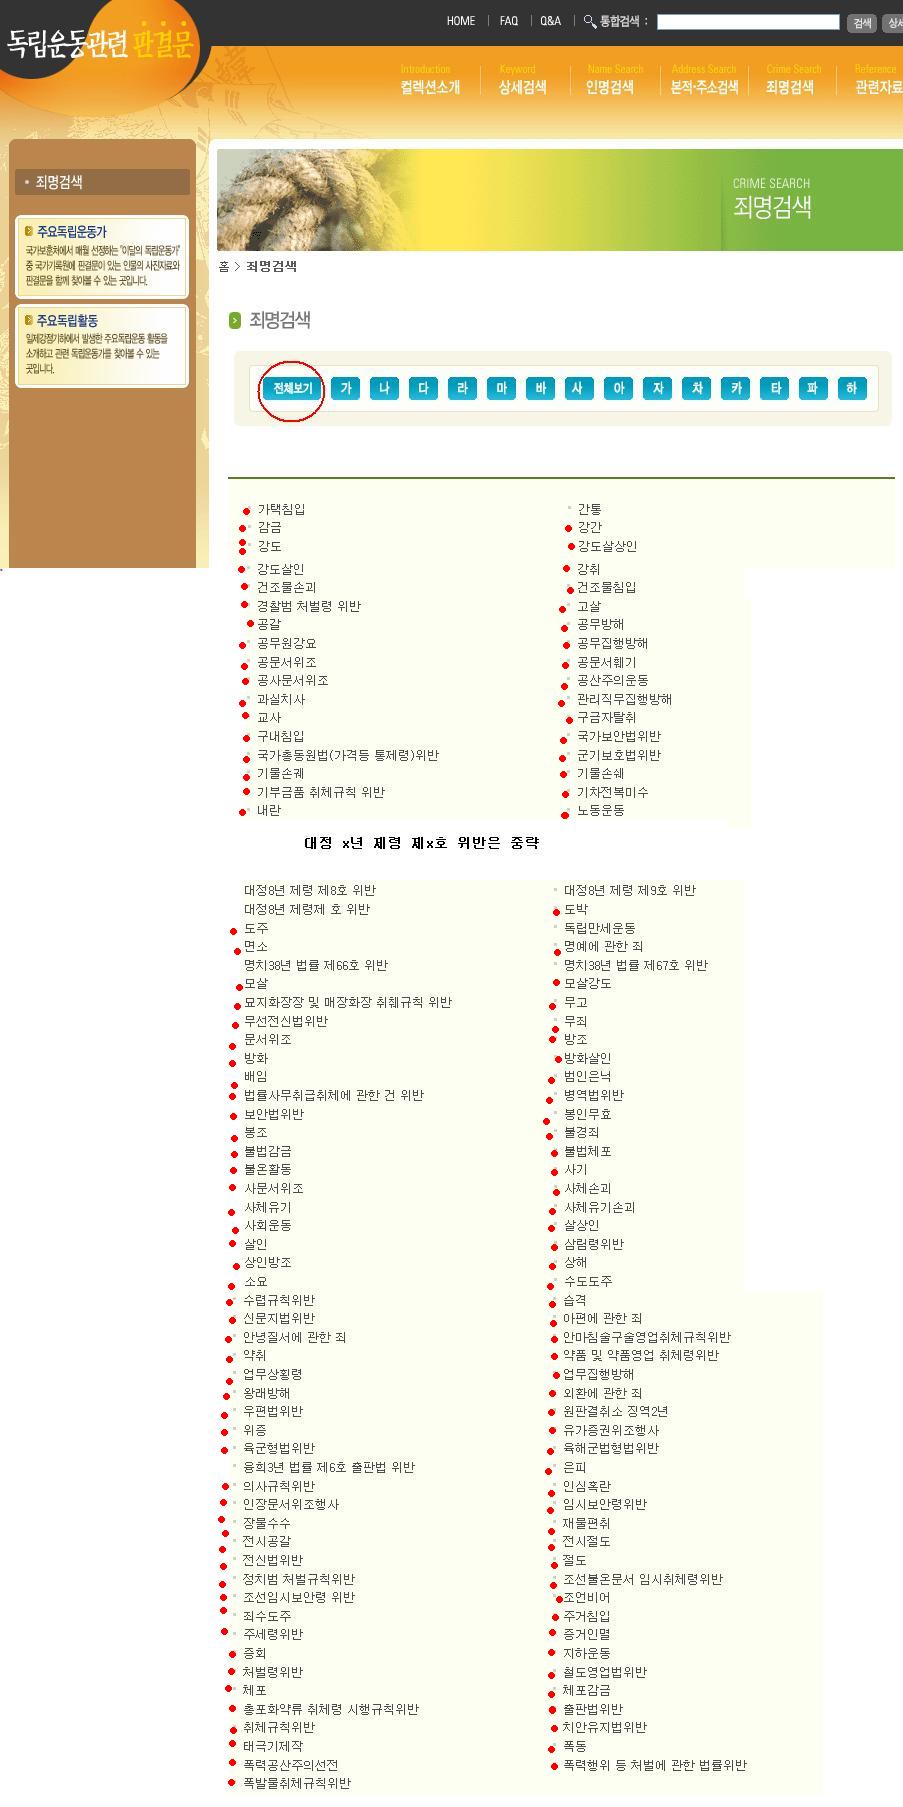 독립운동관련 판결문
HOME FAQ Q&A 통합검색 : 검색 상세
Introduction Keyword Name Search Address Search Crime Search Reference
컬렉션소개 상세검색 인명검색 본적·주소검색 죄명검색 관련자료
죄명검색
주요독립운동가
국가보훈처에서 매월 선정하는 '이달의 독립운동가'
중 국가기록원에 판결문이 있는 인물의 사진자료와
판결문을 함께 찾아볼 수 있는 곳입니다.
주요독립활동
일제강점기하에서 발생한 주요독립운동 활동을
소개하고 관련 독립운동가를 찾아볼 수 있는
곳입니다.
CRIME SEARCH
죄명검색
홈 > 죄명검색
죄명검색
전체보기 가 나 다 라 마 바 사 아 자 차 카 타 파 하
가택침입 간통
감금 강간
강도 강도살상인
강도살인 강취
건조물손괴 건조물침입
경찰범 처벌령 위반 고살
공갈 공무방해
공무원강요 공무집행방해
공문서위조 공문서훼기
공사문서위조 공산주의운동
과실치사 관리직무집행방해
교사 구금자탈취
구내침입 국가보안법위반
국가총동원법(가격등 통제령)위반 군기보호법위반
기물손궤 기물손쉐
기부금품 취체규칙 위반 기차전복미수
내란 노동운동
대정 x년 제령 제x호 위반은 중략
대정8년 제령 제8호 위반 대정8년 제령 제9호 위반
대정8년 제령제 호 위반 도박
도주 독립만세운동
면소 명예에 관한 죄
명치38년 법률 제66호 위반 명치38년 법률 제67호 위반
모살 모살강도
묘지화장장 및 매장화장 취췌규칙 위반 무고
무선전신법위반 무죄
문서위조 방조
방화 방화살인
배임 범인은닉
법률사무취급취체에 관한 건 위반 병역법위반
보안법위반 봉인무효
봉조 불경죄
불법감금 불법체포
불온활동 사기
사문서위조 사체손괴
사체유기 사체유기손괴
사회운동 살상인
살인 삼림령위반
상인방조 상해
소요 수도도주
수렵규칙위반 습격
신문지법위반 아편에 관한 죄
안녕질서에 관한 죄 안마침술구술영업취체규칙위반
약취 약품 및 약품영업 취체령위반
업무상횡령 업무집행방해
왕래방해 외환에 관한 죄
우편법위반 원판결취소 징역2년
위증 유가증권위조행사
육군형법위반 육해군법형법위반
융희3년 법률 제6호 출판법 위반 은피
의사규칙위반 인심혹란
인장문서위조행사 임시보안령위반
장물수수 재물편취
전시공갈 전시절도
전신법위반 절도
정치범 처벌규칙위반 조선불온문서 임시취체령위반
조선임시보안령 위반 조언비어
죄수도주 주거침입
주세령위반 증거인멸
증회 지하운동
처벌령위반 철도영업법위반
체포 체포감금
총포화약류 취체령 시행규칙위반 출판법위반
취체규칙위반 치안유지법위반
태극기제작 폭동
폭력공산주의선전 폭력행위 등 처벌에 관한 법률위반
폭발물취체규칙위반